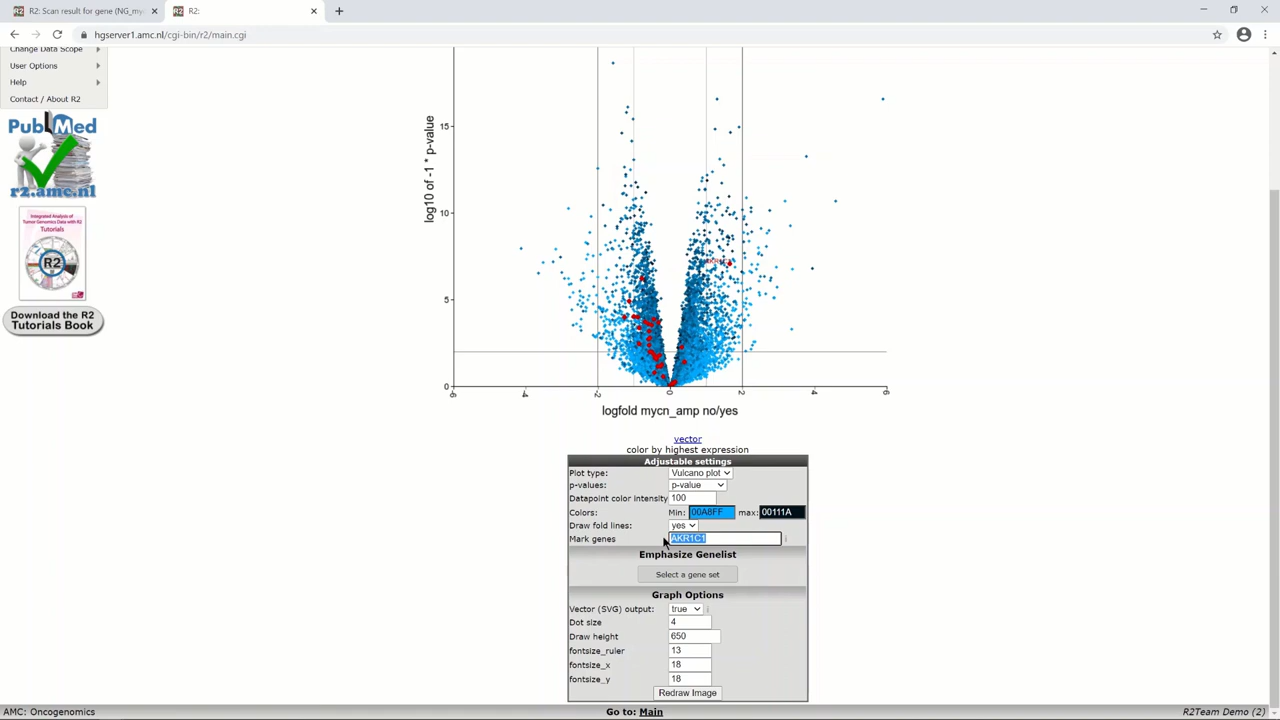 R2: Scan result for gene (NG_my
R2:
hgserver1.amc.nl/cgi-bin/r2/main.cgi
Change Data Scope
User Options
Help
Contact / About R2
PubMed
r2.amc.nl
Integrated Analysis of
Tumor Genomics Data with R2
Tutorials
R2
Download the R2
Tutorials Book
log10 of -1 * p-value
15
10
5
0
-6
-4
-2
0
2
4
6
logfold mycn_amp no/yes
vector
color by highest expression
Adjustable settings
Plot type: Vulcano plot
p-values: p-value
Datapoint color intensity 100
Colors: Min: 00A8FF max: 00111A
Draw fold lines: yes
Mark genes AKR1C1 i
Emphasize Genelist
Select a gene set
Graph Options
Vector (SVG) output: true i
Dot size 4
Draw height 650
fontsize_ruler 13
fontsize_x 18
fontsize_y 18
Redraw Image
AMC: Oncogenomics
Go to: Main
R2Team Demo (2)